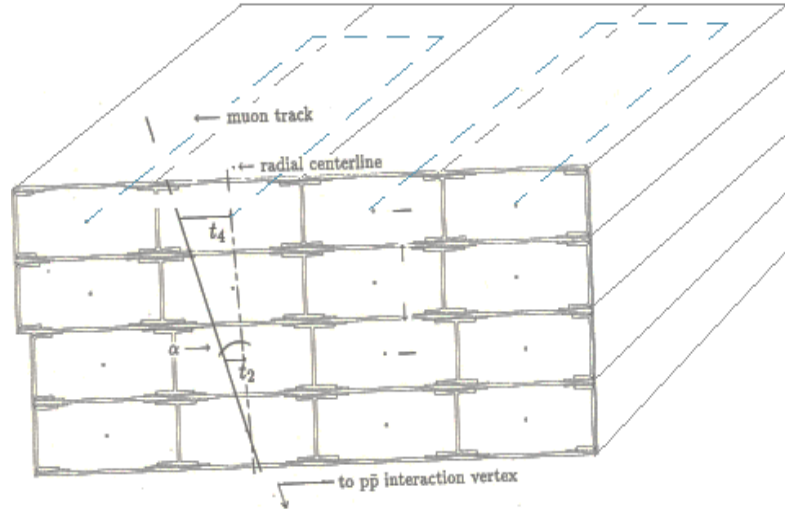 ← muon track
← radial centerline
t₄
α →
t₂
to pp̄ interaction vertex